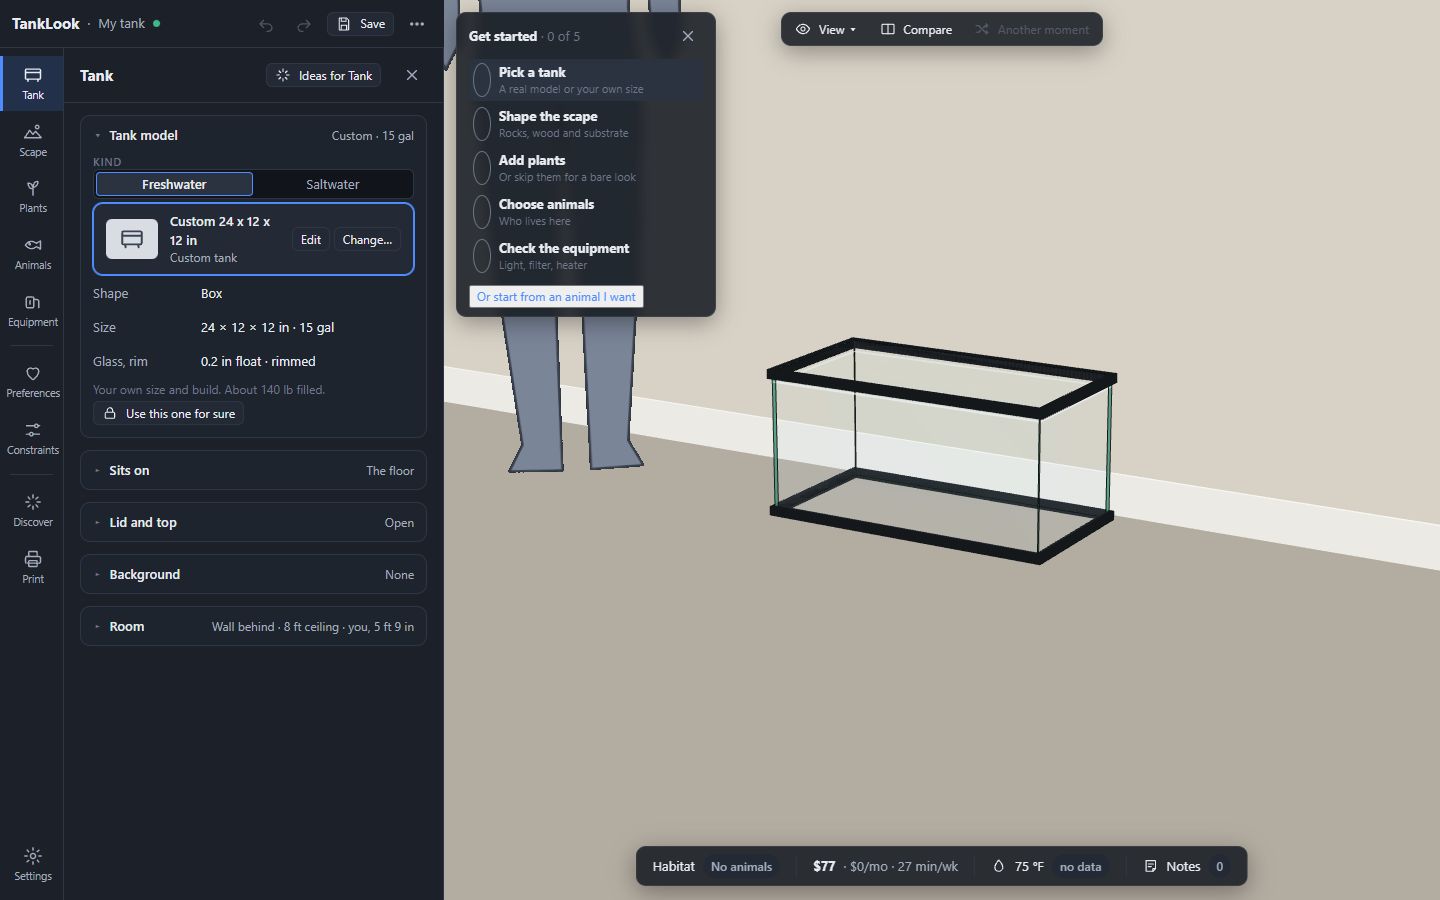 TankLook · My tank
Save
Tank
Scape
Plants
Animals
Equipment
Preferences
Constraints
Discover
Print
Settings
Tank
Ideas for Tank
Tank model
Custom · 15 gal
KIND
Freshwater
Saltwater
Custom 24 x 12 x
12 in
Custom tank
Edit
Change...
Shape
Box
Size
24 × 12 × 12 in · 15 gal
Glass, rim
0.2 in float · rimmed
Your own size and build. About 140 lb filled.
Use this one for sure
Sits on
The floor
Lid and top
Open
Background
None
Room
Wall behind · 8 ft ceiling · you, 5 ft 9 in
Get started · 0 of 5
Pick a tank
A real model or your own size
Shape the scape
Rocks, wood and substrate
Add plants
Or skip them for a bare look
Choose animals
Who lives here
Check the equipment
Light, filter, heater
Or start from an animal I want
View
Compare
Another moment
Habitat
No animals
$77 · $0/mo · 27 min/wk
75 °F
no data
Notes
0